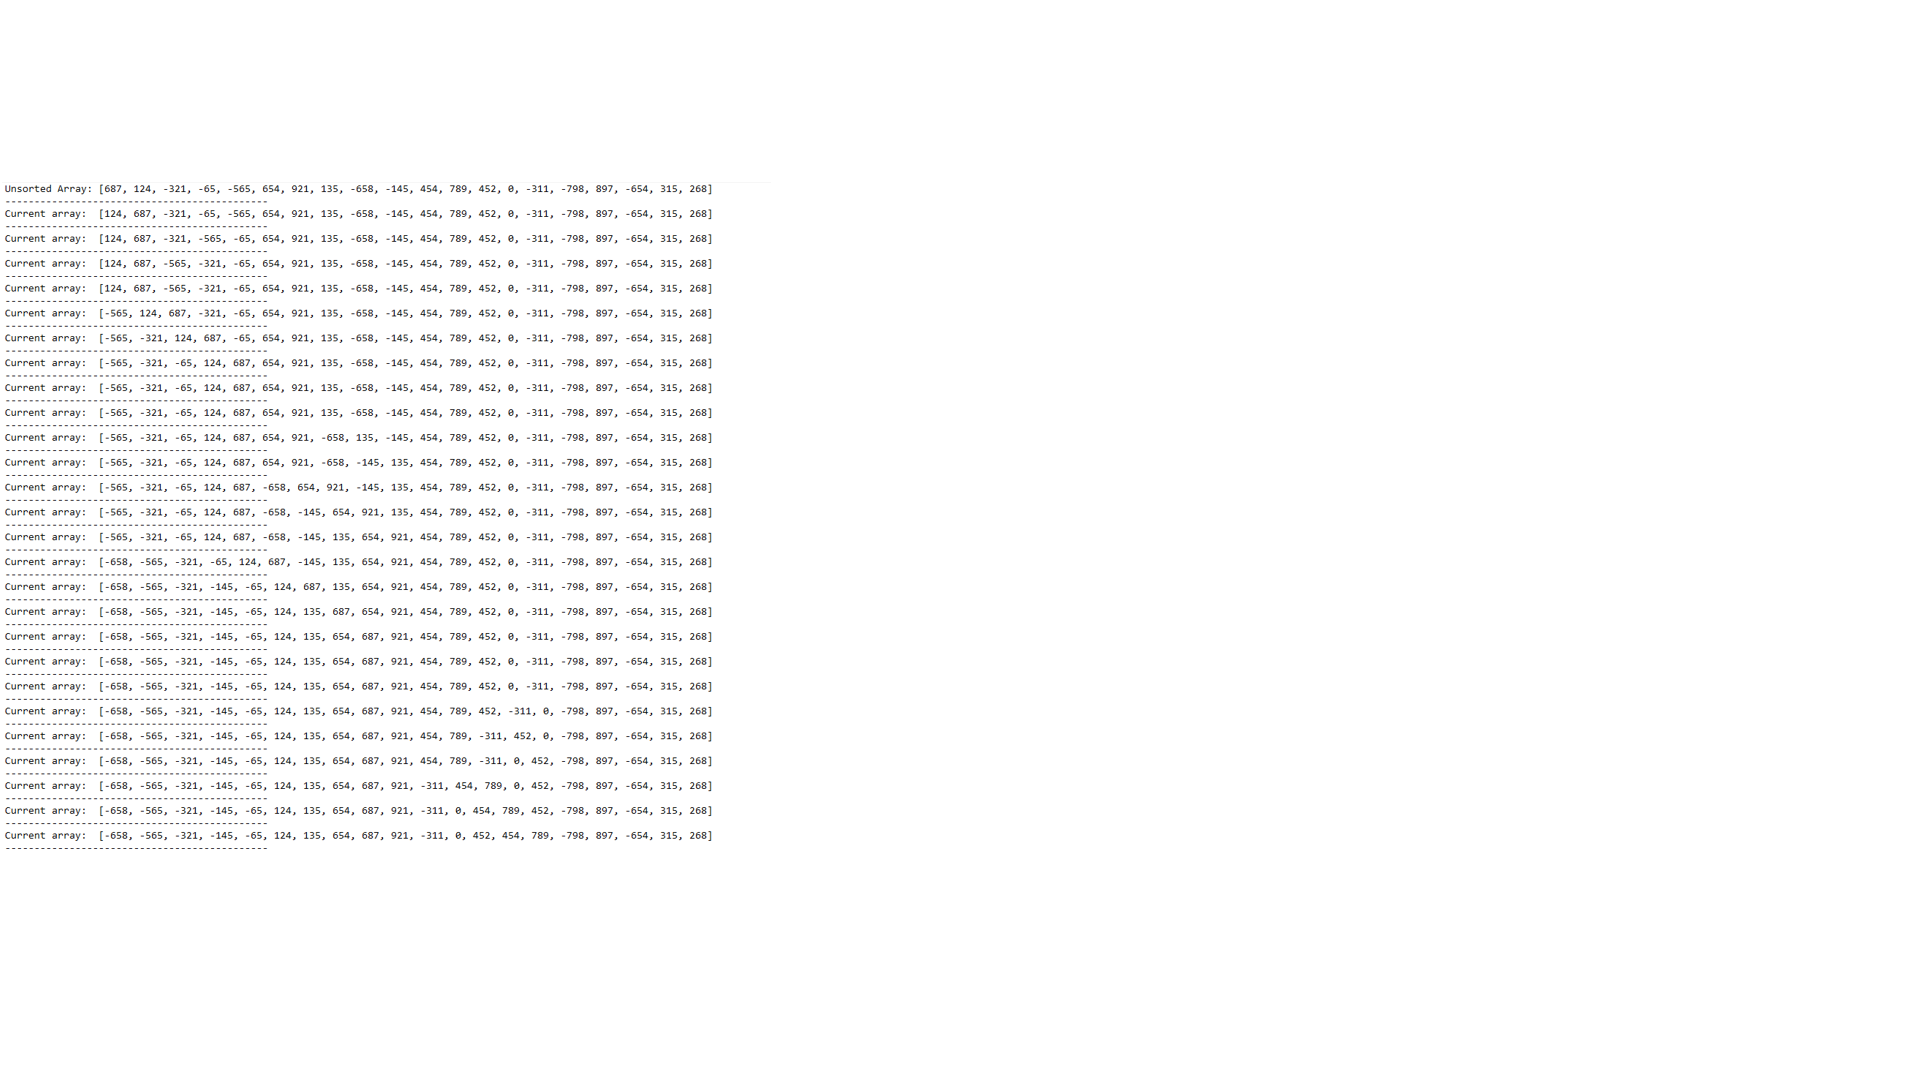 Unsorted Array: [687, 124, -321, -65, -565, 654, 921, 135, -658, -145, 454, 789, 452, 0, -311, -798, 897, -654, 315, 268]
---------------------------------------------
Current array:  [124, 687, -321, -65, -565, 654, 921, 135, -658, -145, 454, 789, 452, 0, -311, -798, 897, -654, 315, 268]
---------------------------------------------
Current array:  [124, 687, -321, -565, -65, 654, 921, 135, -658, -145, 454, 789, 452, 0, -311, -798, 897, -654, 315, 268]
---------------------------------------------
Current array:  [124, 687, -565, -321, -65, 654, 921, 135, -658, -145, 454, 789, 452, 0, -311, -798, 897, -654, 315, 268]
---------------------------------------------
Current array:  [124, 687, -565, -321, -65, 654, 921, 135, -658, -145, 454, 789, 452, 0, -311, -798, 897, -654, 315, 268]
---------------------------------------------
Current array:  [-565, 124, 687, -321, -65, 654, 921, 135, -658, -145, 454, 789, 452, 0, -311, -798, 897, -654, 315, 268]
---------------------------------------------
Current array:  [-565, -321, 124, 687, -65, 654, 921, 135, -658, -145, 454, 789, 452, 0, -311, -798, 897, -654, 315, 268]
---------------------------------------------
Current array:  [-565, -321, -65, 124, 687, 654, 921, 135, -658, -145, 454, 789, 452, 0, -311, -798, 897, -654, 315, 268]
---------------------------------------------
Current array:  [-565, -321, -65, 124, 687, 654, 921, 135, -658, -145, 454, 789, 452, 0, -311, -798, 897, -654, 315, 268]
---------------------------------------------
Current array:  [-565, -321, -65, 124, 687, 654, 921, 135, -658, -145, 454, 789, 452, 0, -311, -798, 897, -654, 315, 268]
---------------------------------------------
Current array:  [-565, -321, -65, 124, 687, 654, 921, -658, 135, -145, 454, 789, 452, 0, -311, -798, 897, -654, 315, 268]
---------------------------------------------
Current array:  [-565, -321, -65, 124, 687, 654, 921, -658, -145, 135, 454, 789, 452, 0, -311, -798, 897, -654, 315, 268]
---------------------------------------------
Current array:  [-565, -321, -65, 124, 687, -658, 654, 921, -145, 135, 454, 789, 452, 0, -311, -798, 897, -654, 315, 268]
---------------------------------------------
Current array:  [-565, -321, -65, 124, 687, -658, -145, 654, 921, 135, 454, 789, 452, 0, -311, -798, 897, -654, 315, 268]
---------------------------------------------
Current array:  [-565, -321, -65, 124, 687, -658, -145, 135, 654, 921, 454, 789, 452, 0, -311, -798, 897, -654, 315, 268]
---------------------------------------------
Current array:  [-658, -565, -321, -65, 124, 687, -145, 135, 654, 921, 454, 789, 452, 0, -311, -798, 897, -654, 315, 268]
---------------------------------------------
Current array:  [-658, -565, -321, -145, -65, 124, 687, 135, 654, 921, 454, 789, 452, 0, -311, -798, 897, -654, 315, 268]
---------------------------------------------
Current array:  [-658, -565, -321, -145, -65, 124, 135, 687, 654, 921, 454, 789, 452, 0, -311, -798, 897, -654, 315, 268]
---------------------------------------------
Current array:  [-658, -565, -321, -145, -65, 124, 135, 654, 687, 921, 454, 789, 452, 0, -311, -798, 897, -654, 315, 268]
---------------------------------------------
Current array:  [-658, -565, -321, -145, -65, 124, 135, 654, 687, 921, 454, 789, 452, 0, -311, -798, 897, -654, 315, 268]
---------------------------------------------
Current array:  [-658, -565, -321, -145, -65, 124, 135, 654, 687, 921, 454, 789, 452, 0, -311, -798, 897, -654, 315, 268]
---------------------------------------------
Current array:  [-658, -565, -321, -145, -65, 124, 135, 654, 687, 921, 454, 789, 452, -311, 0, -798, 897, -654, 315, 268]
---------------------------------------------
Current array:  [-658, -565, -321, -145, -65, 124, 135, 654, 687, 921, 454, 789, -311, 452, 0, -798, 897, -654, 315, 268]
---------------------------------------------
Current array:  [-658, -565, -321, -145, -65, 124, 135, 654, 687, 921, 454, 789, -311, 0, 452, -798, 897, -654, 315, 268]
---------------------------------------------
Current array:  [-658, -565, -321, -145, -65, 124, 135, 654, 687, 921, -311, 454, 789, 0, 452, -798, 897, -654, 315, 268]
---------------------------------------------
Current array:  [-658, -565, -321, -145, -65, 124, 135, 654, 687, 921, -311, 0, 454, 789, 452, -798, 897, -654, 315, 268]
---------------------------------------------
Current array:  [-658, -565, -321, -145, -65, 124, 135, 654, 687, 921, -311, 0, 452, 454, 789, -798, 897, -654, 315, 268]
---------------------------------------------